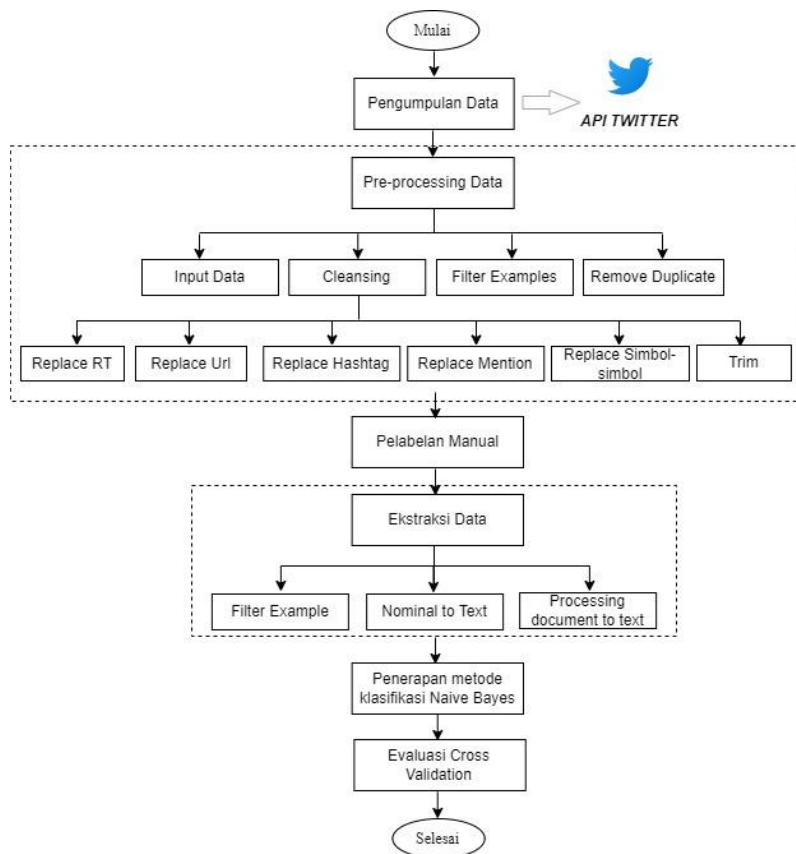 Mulai
Pengumpulan Data
API TWITTER
Pre-processing Data
Input Data
Cleansing
Filter Examples
Remove Duplicate
Replace RT
Replace Url
Replace Hashtag
Replace Mention
Replace Simbol-
simbol
Trim
Pelabelan Manual
Ekstraksi Data
Filter Example
Nominal to Text
Processing
document to text
Penerapan metode
klasifikasi Naive Bayes
Evaluasi Cross
Validation
Selesai